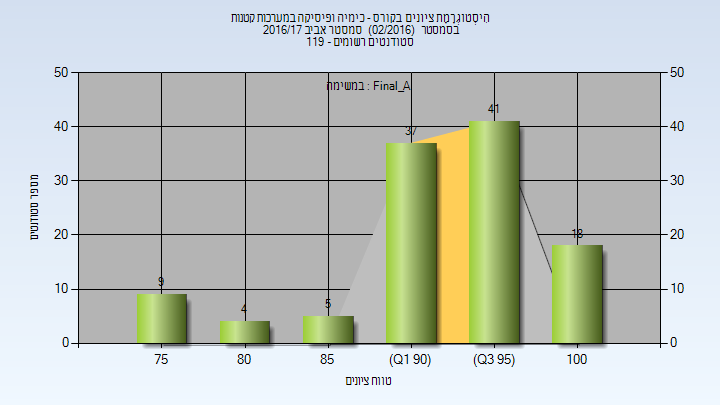 היסטוגרמת ציונים בקורס - כימיה ופיסיקה במערכות קטנות
בסמסטר (02/2016) סמסטר אביב 2016/17
סטודנטים רשומים - 119
במשימה : Final_A
50 50
40 40
30 30
20 20
10 10
0 0
מספר סטודנטים
9 4 5 37 41 18
75 80 85 (Q1 90) (Q3 95) 100
טווח ציונים